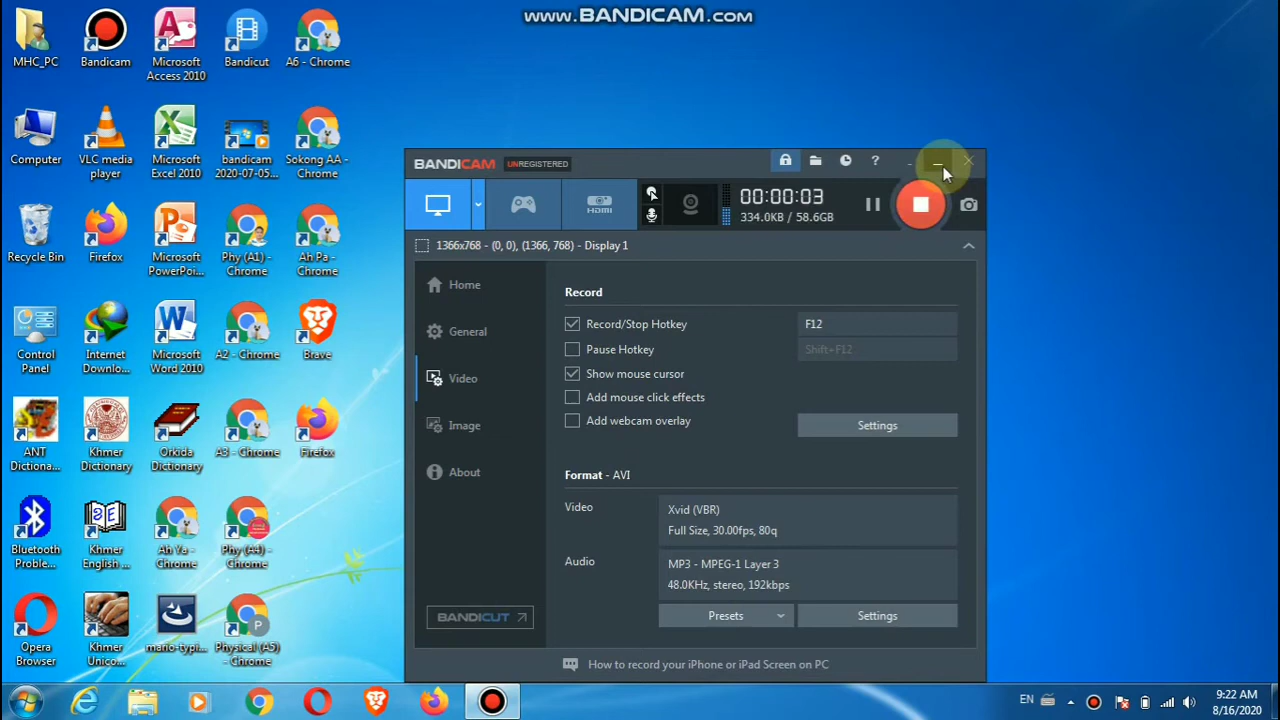 www.BANDICAM.com
MHC_PC
Bandicam
Microsoft
Access 2010
Bandicut
A6 - Chrome
Computer
VLC media
player
Microsoft
Excel 2010
bandicam
2020-07-05...
Sokong AA -
Chrome
Recycle Bin
Firefox
Microsoft
PowerPoi...
Phy (A1) -
Chrome
Ah Pa -
Chrome
Control
Panel
Internet
Downlo...
Microsoft
Word 2010
A2 - Chrome
Brave
ANT
Dictiona...
Khmer
Dictionary
Orkida
Dictionary
A3 - Chrome
Firefox
Bluetooth
Proble...
Khmer
English ...
Ah Ya -
Chrome
Phy (A4) -
Chrome
Opera
Browser
Khmer
Unico...
mario-typi...
P
Physical (A5)
- Chrome
BANDICAM UNREGISTERED
HDMI
00:00:03
334.0KB / 58.6GB
1366x768 - (0, 0), (1366, 768) - Display 1
Home
General
Video
Image
About
BANDICUT
Record
Record/Stop Hotkey F12
Pause Hotkey Shift+F12
Show mouse cursor
Add mouse click effects
Add webcam overlay
Settings
Format - AVI
Video
Xvid (VBR)
Full Size, 30.00fps, 80q
Audio
MP3 - MPEG-1 Layer 3
48.0KHz, stereo, 192kbps
Presets
Settings
How to record your iPhone or iPad Screen on PC
EN
9:22 AM
8/16/2020